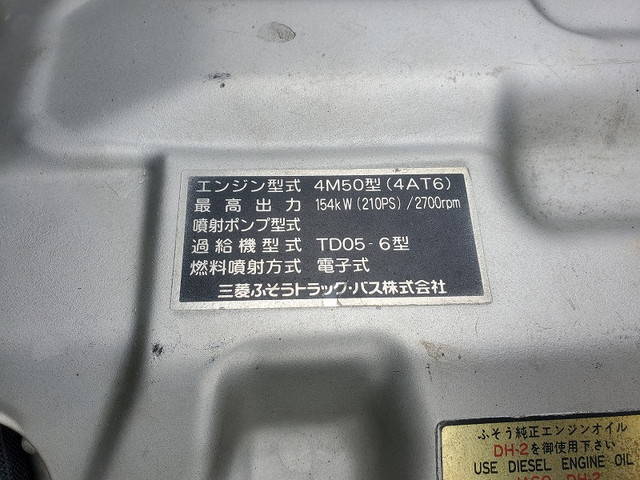 エンジン型式 4M50型(4AT6)
最高出力 154kW(210PS)/2700rpm
噴射ポンプ型式
過給機型式 TD05-6型
燃料噴射方式 電子式
三菱ふそうトラック・バス株式会社
ふそう純正エンジンオイル
DH-2を御使用下さい
USE DIESEL ENGINE OIL
DH-2